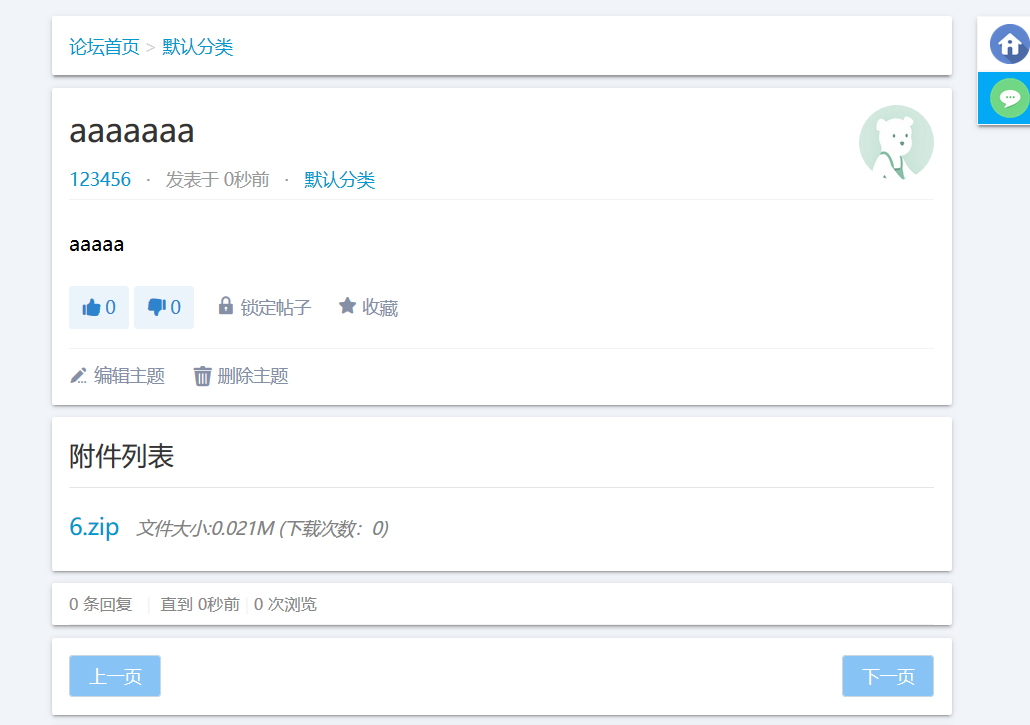 论坛首页 > 默认分类
aaaaaaa
123456 · 发表于 0秒前 · 默认分类
aaaaa
0 0 锁定帖子 收藏
编辑主题 删除主题
附件列表
6.zip 文件大小:0.021M (下载次数：0)
0 条回复 直到 0秒前 0 次浏览
上一页 下一页